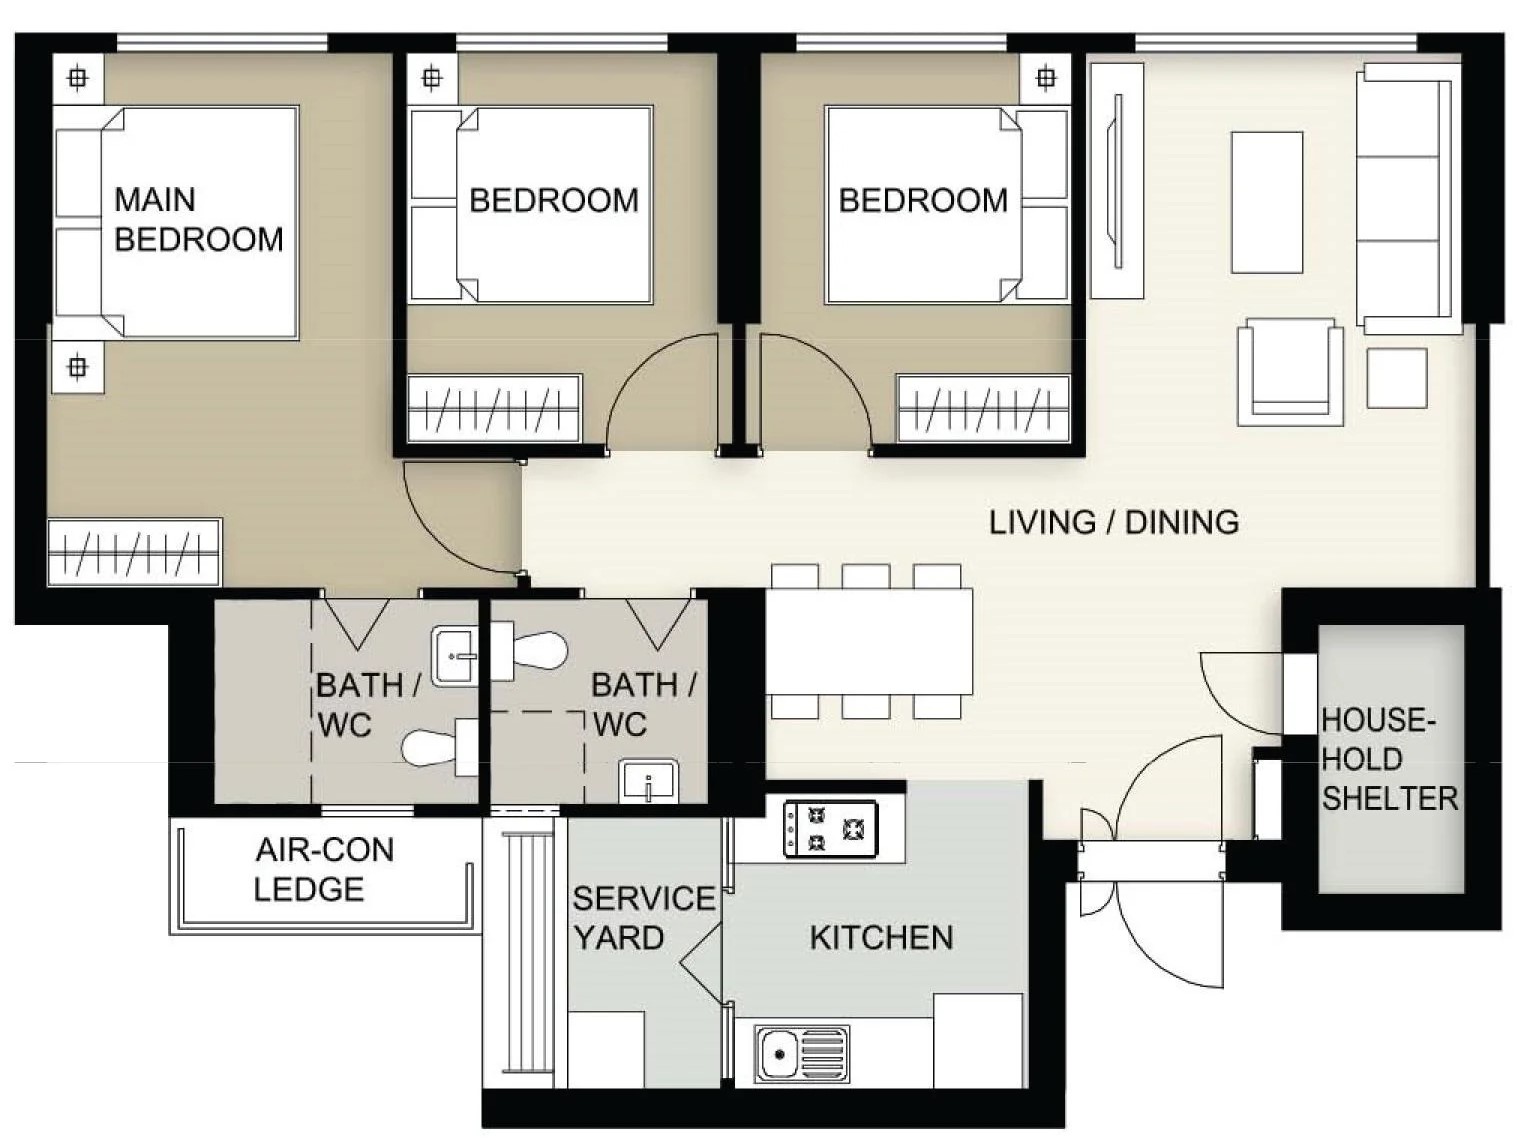 MAIN
BEDROOM
BEDROOM
BEDROOM
LIVING / DINING
BATH /
WC
BATH /
WC
HOUSE-
HOLD
SHELTER
AIR-CON
LEDGE
SERVICE
YARD
KITCHEN